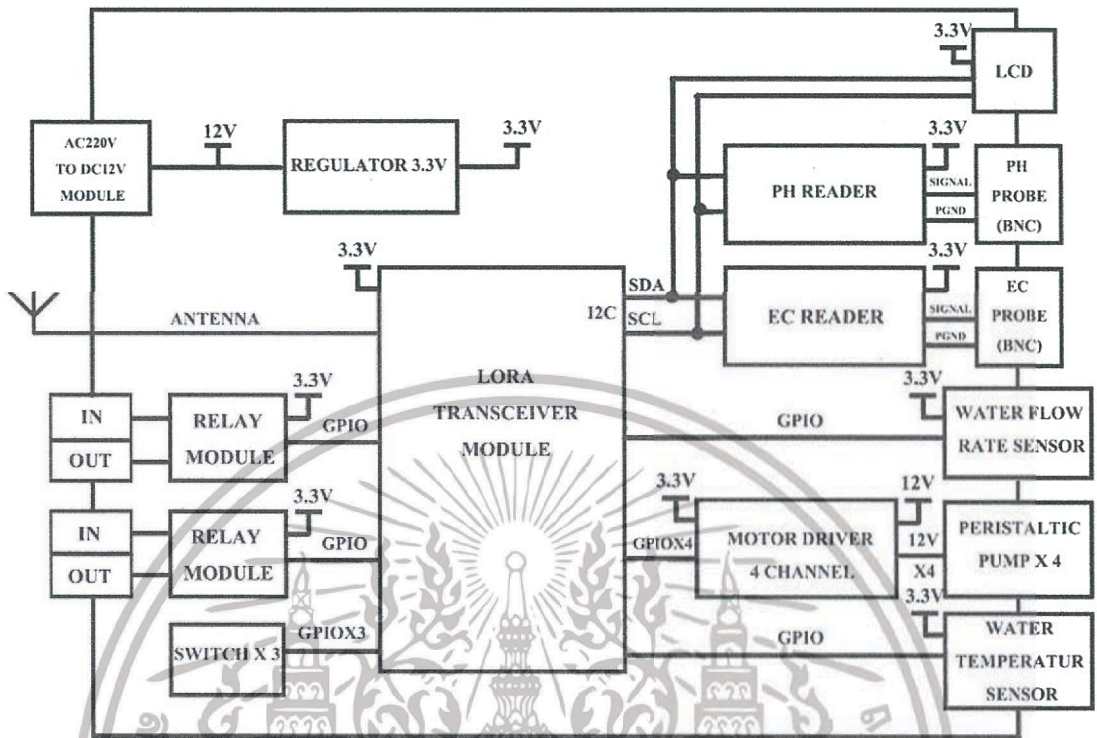 3.3V
LCD
AC220V
TO DC12V
MODULE
12V
REGULATOR 3.3V
3.3V
3.3V
PH READER
SIGNAL
PGND
PH
PROBE
(BNC)
3.3V
ANTENNA
LORA
TRANSCEIVER
MODULE
I2C
SDA
SCL
3.3V
EC READER
SIGNAL
PGND
EC
PROBE
(BNC)
IN
OUT
RELAY
MODULE
3.3V
GPIO
GPIO
3.3V
WATER FLOW
RATE SENSOR
IN
OUT
RELAY
MODULE
3.3V
GPIO
GPIOX4
3.3V
MOTOR DRIVER
4 CHANNEL
12V
12V
X4
PERISTALTIC
PUMP X 4
SWITCH X 3
GPIOX3
GPIO
3.3V
WATER
TEMPERATUR
SENSOR